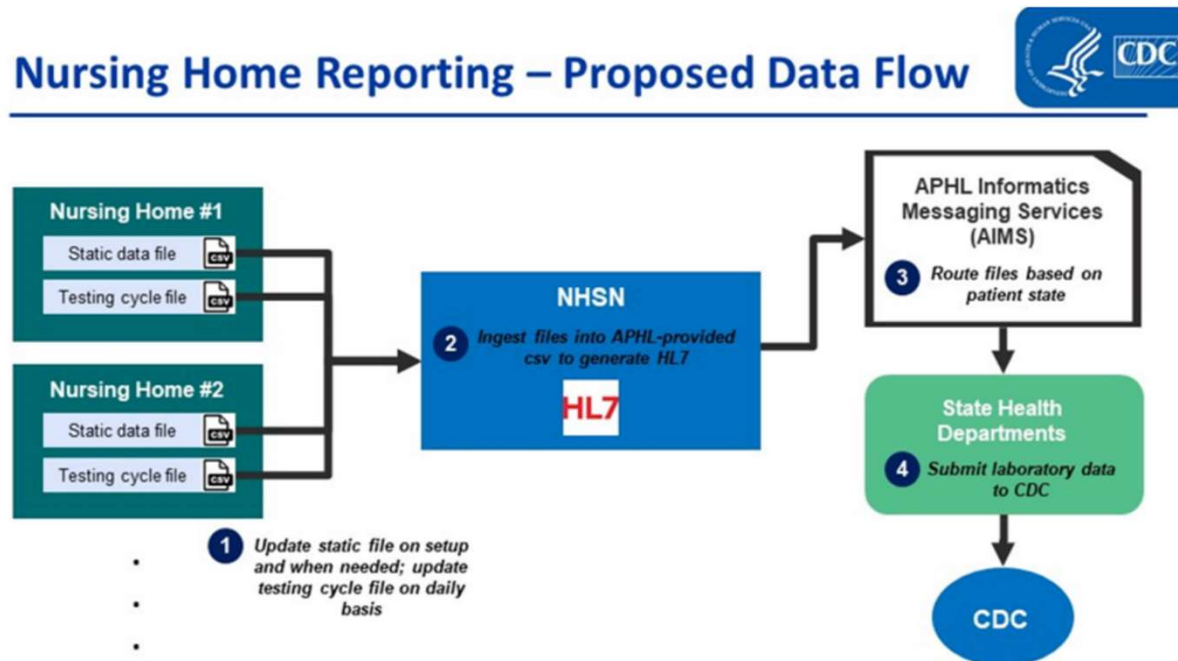 Nursing Home Reporting – Proposed Data Flow
CDC
Nursing Home #1
Static data file
CSV
Testing cycle file
CSV
Nursing Home #2
Static data file
CSV
Testing cycle file
CSV
1
Update static file on setup
and when needed; update
testing cycle file on daily
basis
NHSN
2
Ingest files into APHL-provided
csv to generate HL7
HL7
APHL Informatics
Messaging Services
(AIMS)
3
Route files based on
patient state
State Health
Departments
4
Submit laboratory data
to CDC
CDC